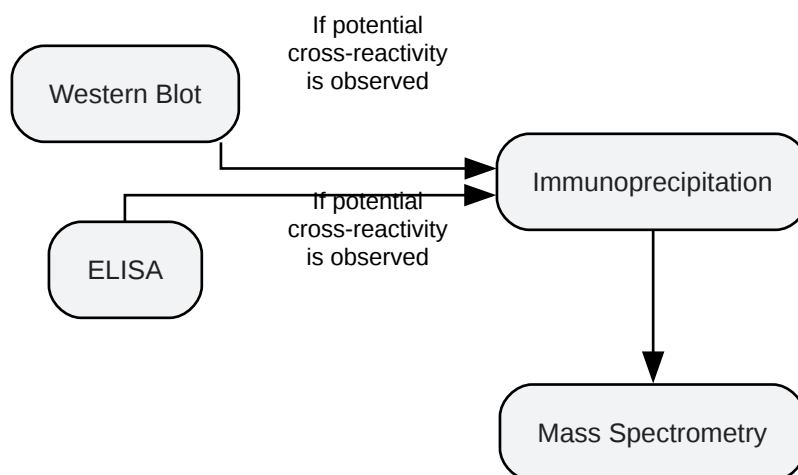 If potential
cross-reactivity
is observed
Western Blot
Immunoprecipitation
If potential
cross-reactivity
is observed
ELISA
Mass Spectrometry